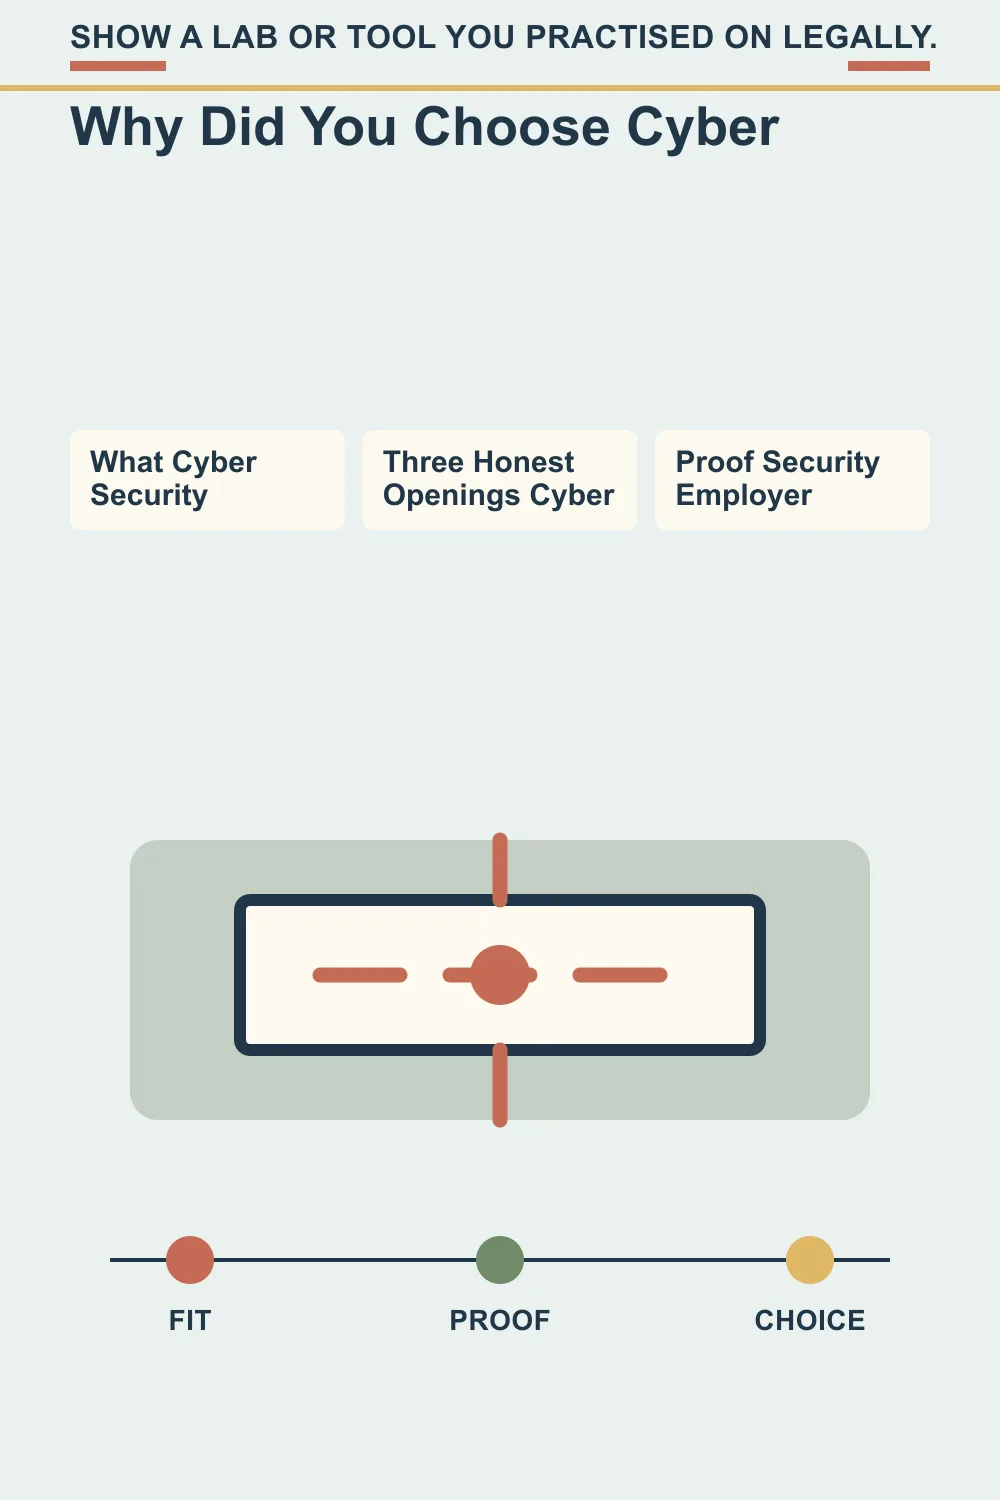 SHOW A LAB OR TOOL YOU PRACTISED ON LEGALLY.
Why Did You Choose Cyber
What Cyber
Security
Three Honest
Openings Cyber
Proof Security
Employer
FIT
PROOF
CHOICE